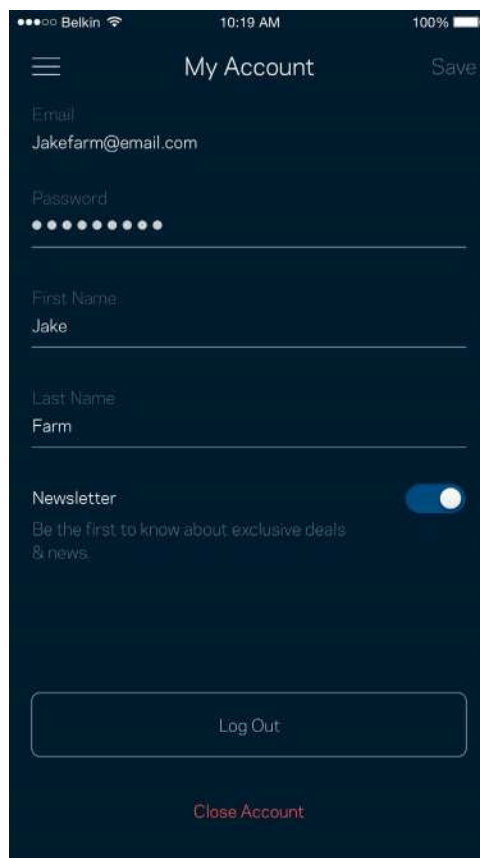 Belkin 10:19 AM 100%
My Account Save
Email
Jakefarm@email.com
Password
●●●●●●●●●
First Name
Jake
Last Name
Farm
Newsletter
Be the first to know about exclusive deals
& news.
Log Out
Close Account